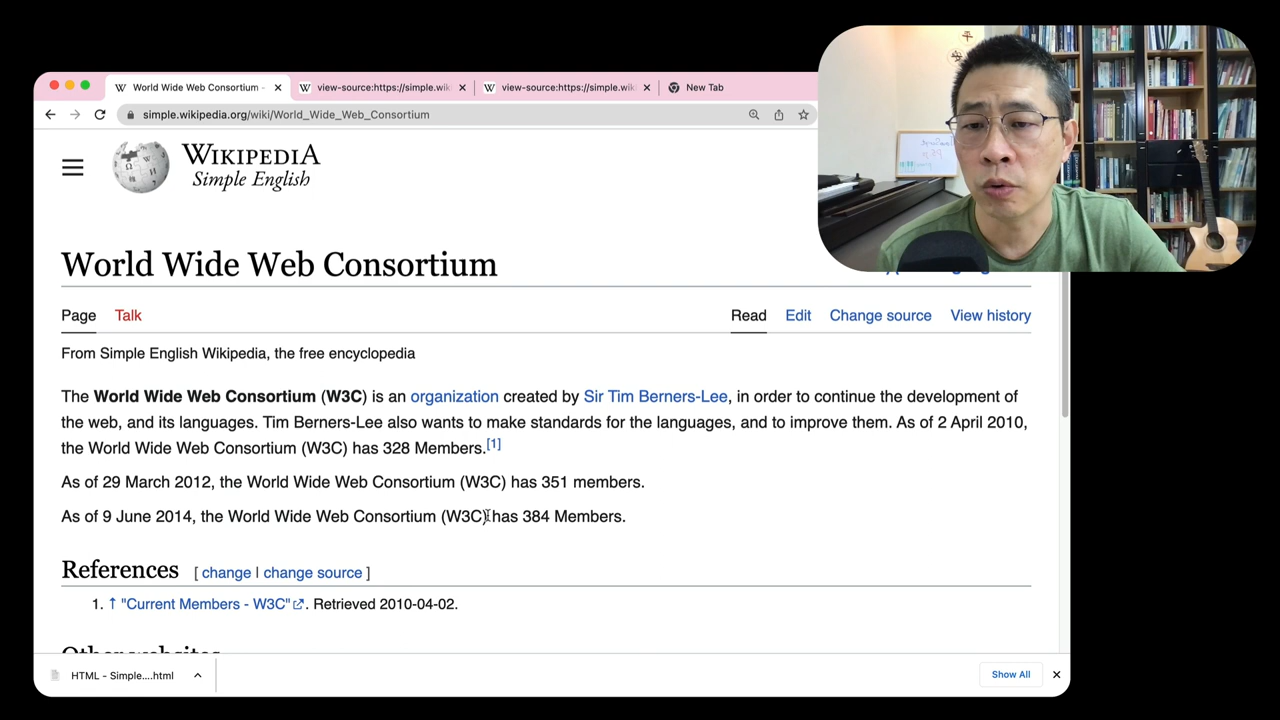 World Wide Web Consortium -
view-source:https://simple.wik
view-source:https://simple.wik
New Tab
simple.wikipedia.org/wiki/World_Wide_Web_Consortium
WIKIPEDIA
Simple English
World Wide Web Consortium
Page Talk Read Edit Change source View history
From Simple English Wikipedia, the free encyclopedia
The World Wide Web Consortium (W3C) is an organization created by Sir Tim Berners-Lee, in order to continue the development of
the web, and its languages. Tim Berners-Lee also wants to make standards for the languages, and to improve them. As of 2 April 2010,
the World Wide Web Consortium (W3C) has 328 Members.[1]
As of 29 March 2012, the World Wide Web Consortium (W3C) has 351 members.
As of 9 June 2014, the World Wide Web Consortium (W3C) has 384 Members.
References [ change | change source ]
1. ↑ "Current Members - W3C". Retrieved 2010-04-02.
Other websites
HTML - Simple....html
Show All